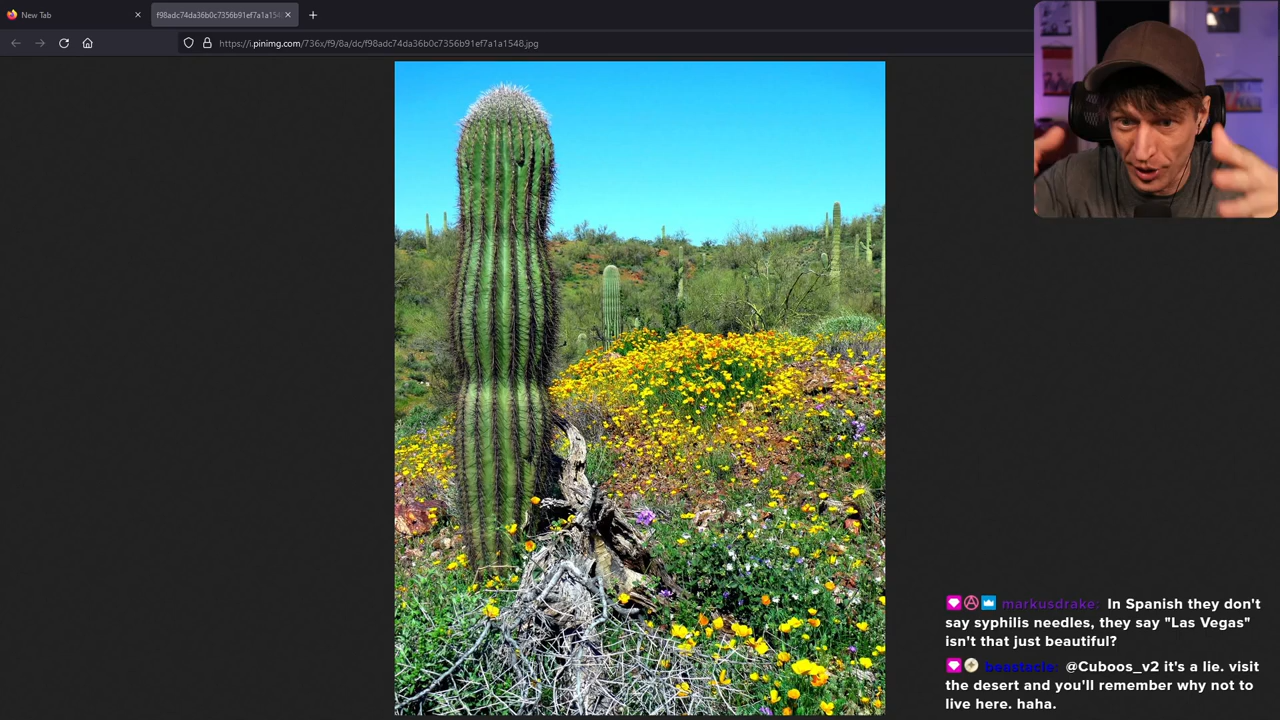 New Tab
f98adc74da36b0c7356b91ef7a1a154
https://i.pinimg.com/736x/f9/8a/dc/f98adc74da36b0c7356b91ef7a1a1548.jpg
markusdrake: In Spanish they don't
say syphilis needles, they say "Las Vegas"
isn't that just beautiful?
beastacle: @Cuboos_v2 it's a lie. visit
the desert and you'll remember why not to
live here. haha.